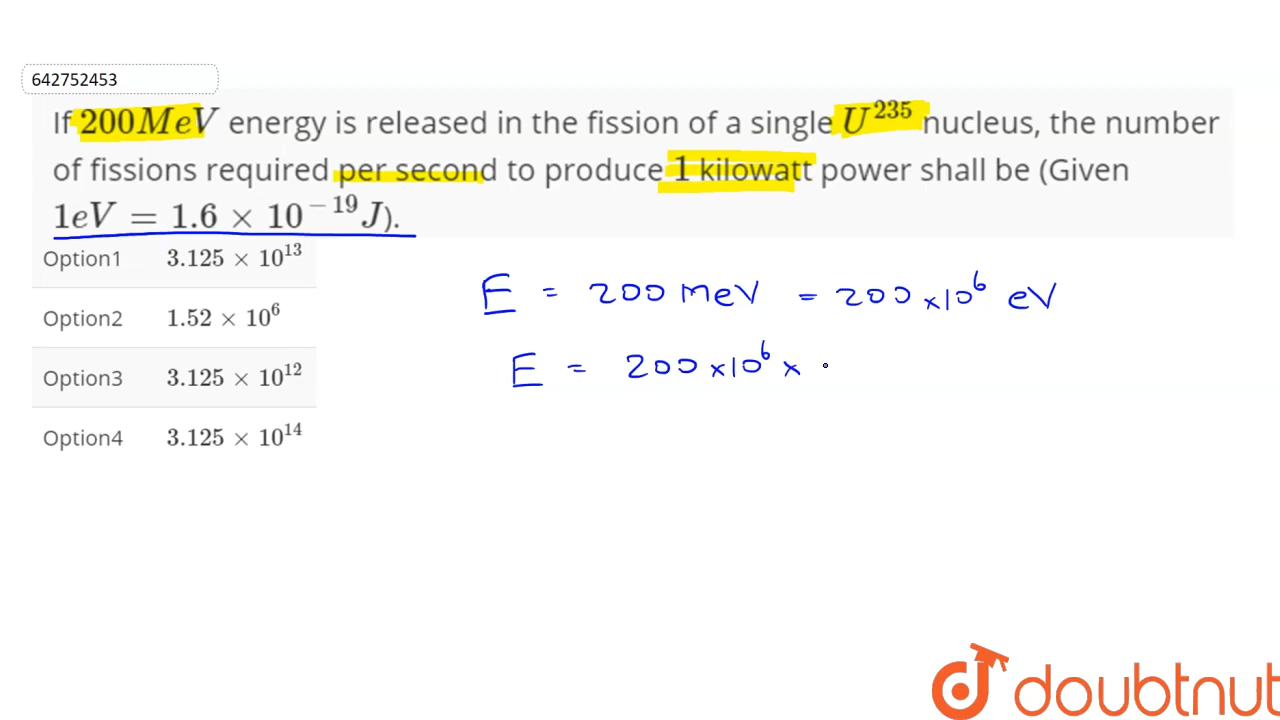 642752453
If 200MeV energy is released in the fission of a single U^235 nucleus, the number
of fissions required per second to produce 1 kilowatt power shall be (Given
1eV = 1.6 × 10^−19 J).
Option1 3.125 × 10^13
Option2 1.52 × 10^6
Option3 3.125 × 10^12
Option4 3.125 × 10^14
E = 200 MeV = 200 × 10^6 eV
E = 200 × 10^6 ×
doubtnut